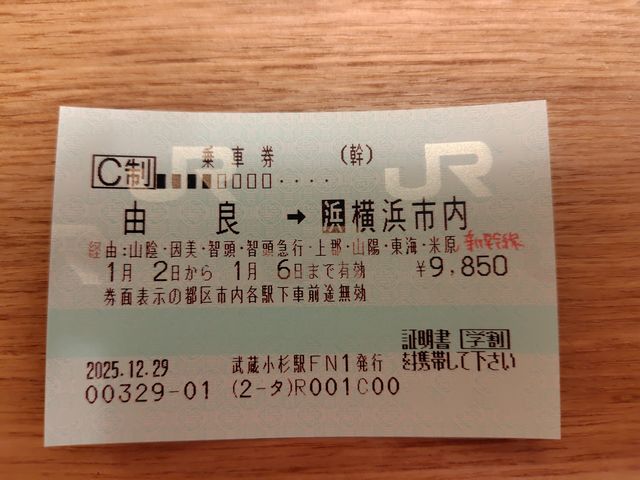 JR
JR
乗車券 (幹)
C制 ■■■■□□□□····
由良 → 浜 横浜市内
経由:山陰・因美・智頭・智頭急行・上郡・山陽・東海・米原 新幹線
1月 2日から 1月 6日まで有効 ¥9,850
券面表示の都区市内各駅下車前途無効
証明書 学割
2025.12.29 武蔵小杉駅FN1発行 を携帯して下さい
00329-01 (2-タ)R001C00